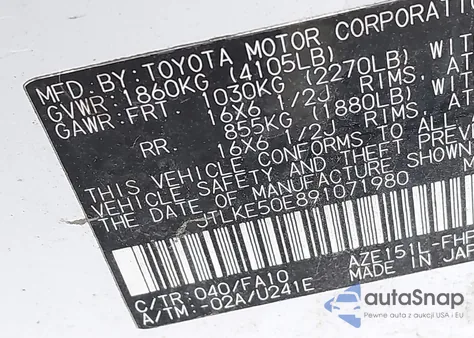 MFD. BY: TOYOTA MOTOR CORPORATIO
GVWR: 1860KG (4105LB)
GAWR: FRT. 1030KG (2270LB) WIT
16X6 1/2J RIMS, AT
855KG (1880LB) WIT
RR. 16X6 1/2J RIMS, AT
THIS VEHICLE CONFORMS TO ALL
VEHICLE SAFETY AND THEFT PREVE
THE DATE OF MANUFACTURE SHOWN
JTLKE50E891071980
C/TR: 040/FA10 AZE151L-FHP
A/TM: -02A/U241E MADE IN JAP
autoSnap
Pewne auta z aukcji USA i EU